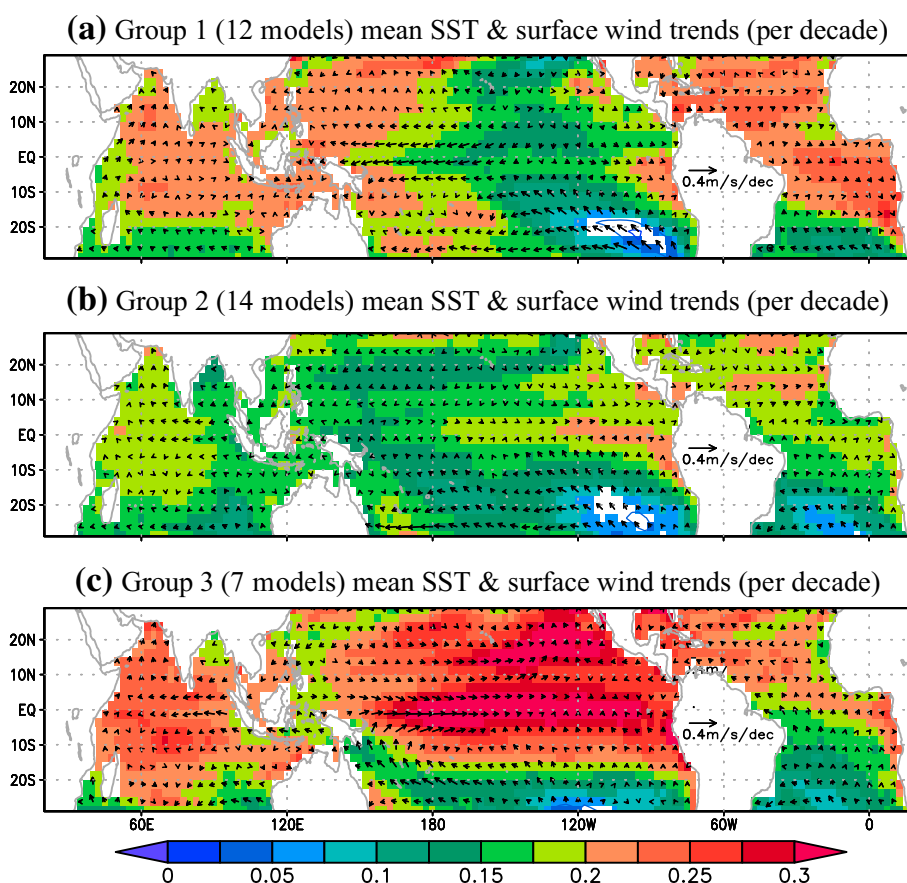 (a) Group 1 (12 models) mean SST & surface wind trends (per decade)
20N
10N
EQ
10S
20S
0.4m/s/dec
(b) Group 2 (14 models) mean SST & surface wind trends (per decade)
20N
10N
EQ
10S
20S
0.4m/s/dec
(c) Group 3 (7 models) mean SST & surface wind trends (per decade)
20N
10N
EQ
10S
20S
0.4m/s/dec
60E 120E 180 120W 60W 0
0 0.05 0.1 0.15 0.2 0.25 0.3